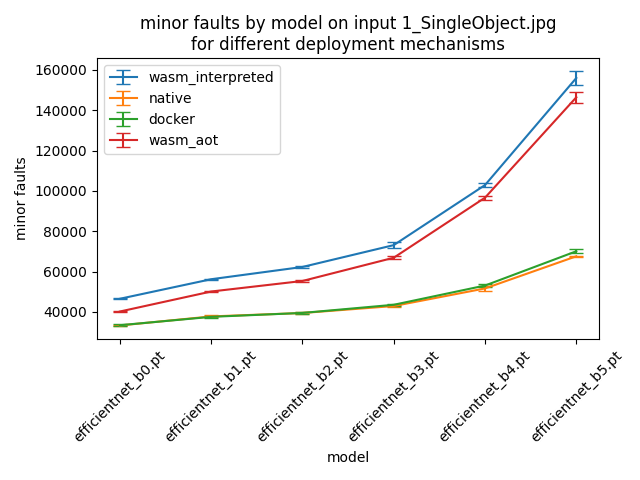 minor faults by model on input 1_SingleObject.jpg
for different deployment mechanisms
wasm_interpreted
native
docker
wasm_aot
minor faults
160000
140000
120000
100000
80000
60000
40000
efficientnet_b0.pt
efficientnet_b1.pt
efficientnet_b2.pt
efficientnet_b3.pt
efficientnet_b4.pt
efficientnet_b5.pt
model